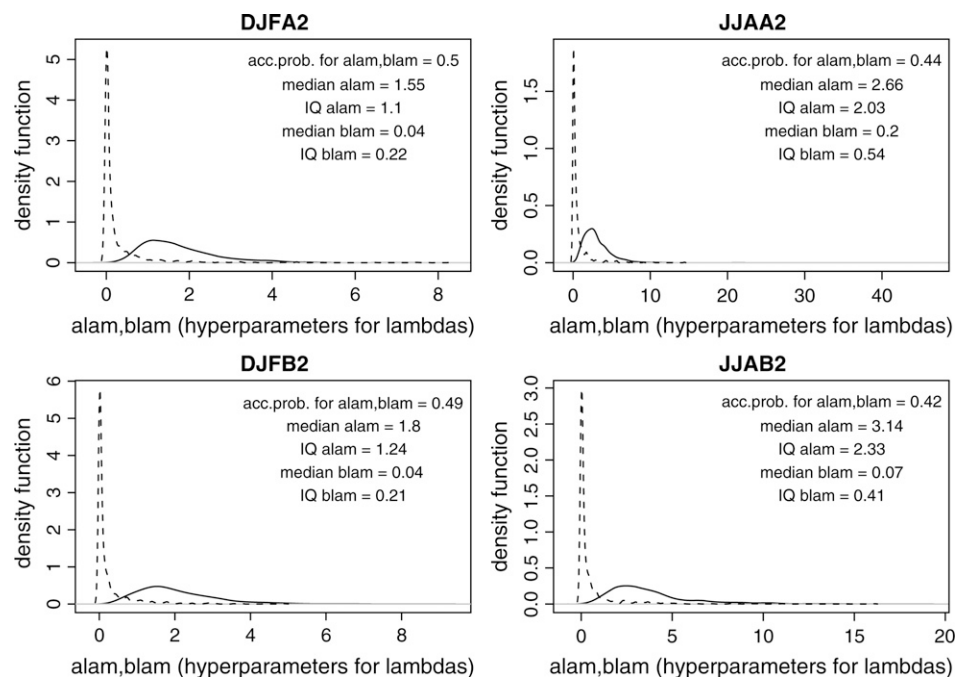 DJFA2
density function
5
4
3
2
1
0
acc.prob. for alam,blam = 0.5
median alam = 1.55
IQ alam = 1.1
median blam = 0.04
IQ blam = 0.22
0 2 4 6 8
alam,blam (hyperparameters for lambdas)
JJAA2
density function
1.5
1.0
0.5
0.0
acc.prob. for alam,blam = 0.44
median alam = 2.66
IQ alam = 2.03
median blam = 0.2
IQ blam = 0.54
0 10 20 30 40
alam,blam (hyperparameters for lambdas)
DJFB2
density function
6
5
4
3
2
1
0
acc.prob. for alam,blam = 0.49
median alam = 1.8
IQ alam = 1.24
median blam = 0.04
IQ blam = 0.21
0 2 4 6 8
alam,blam (hyperparameters for lambdas)
JJAB2
density function
3.0
2.5
2.0
1.5
1.0
0.5
0.0
acc.prob. for alam,blam = 0.42
median alam = 3.14
IQ alam = 2.33
median blam = 0.07
IQ blam = 0.41
0 5 10 15 20
alam,blam (hyperparameters for lambdas)